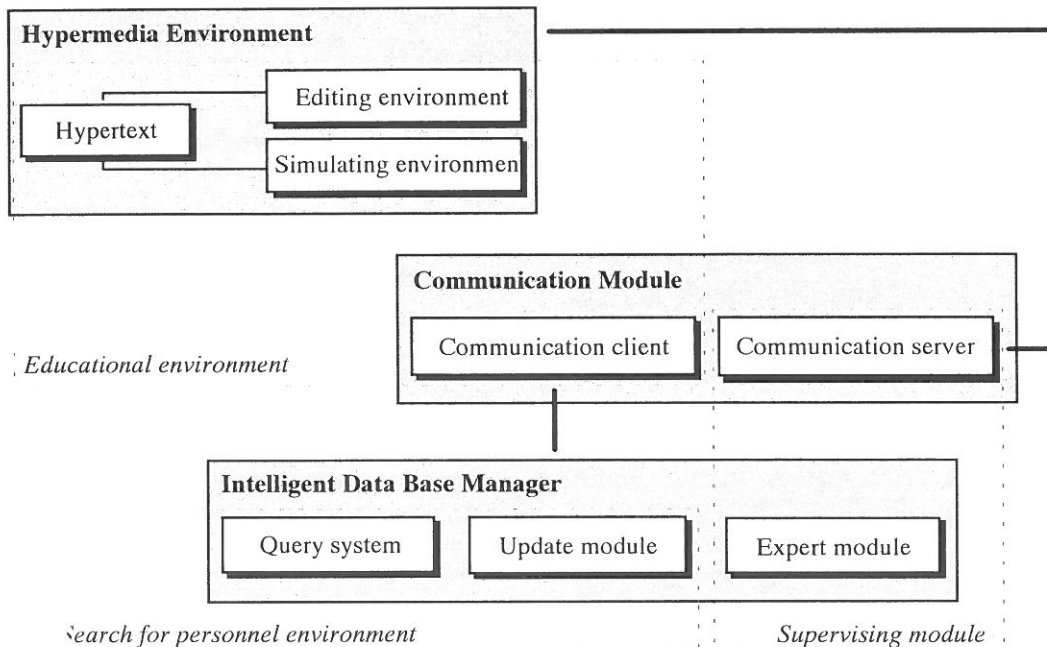 Hypermedia Environment
Editing environment
Hypertext
Simulating environmen
Communication Module
Communication client
Communication server
Educational environment
Intelligent Data Base Manager
Query system
Update module
Expert module
earch for personnel environment
Supervising module